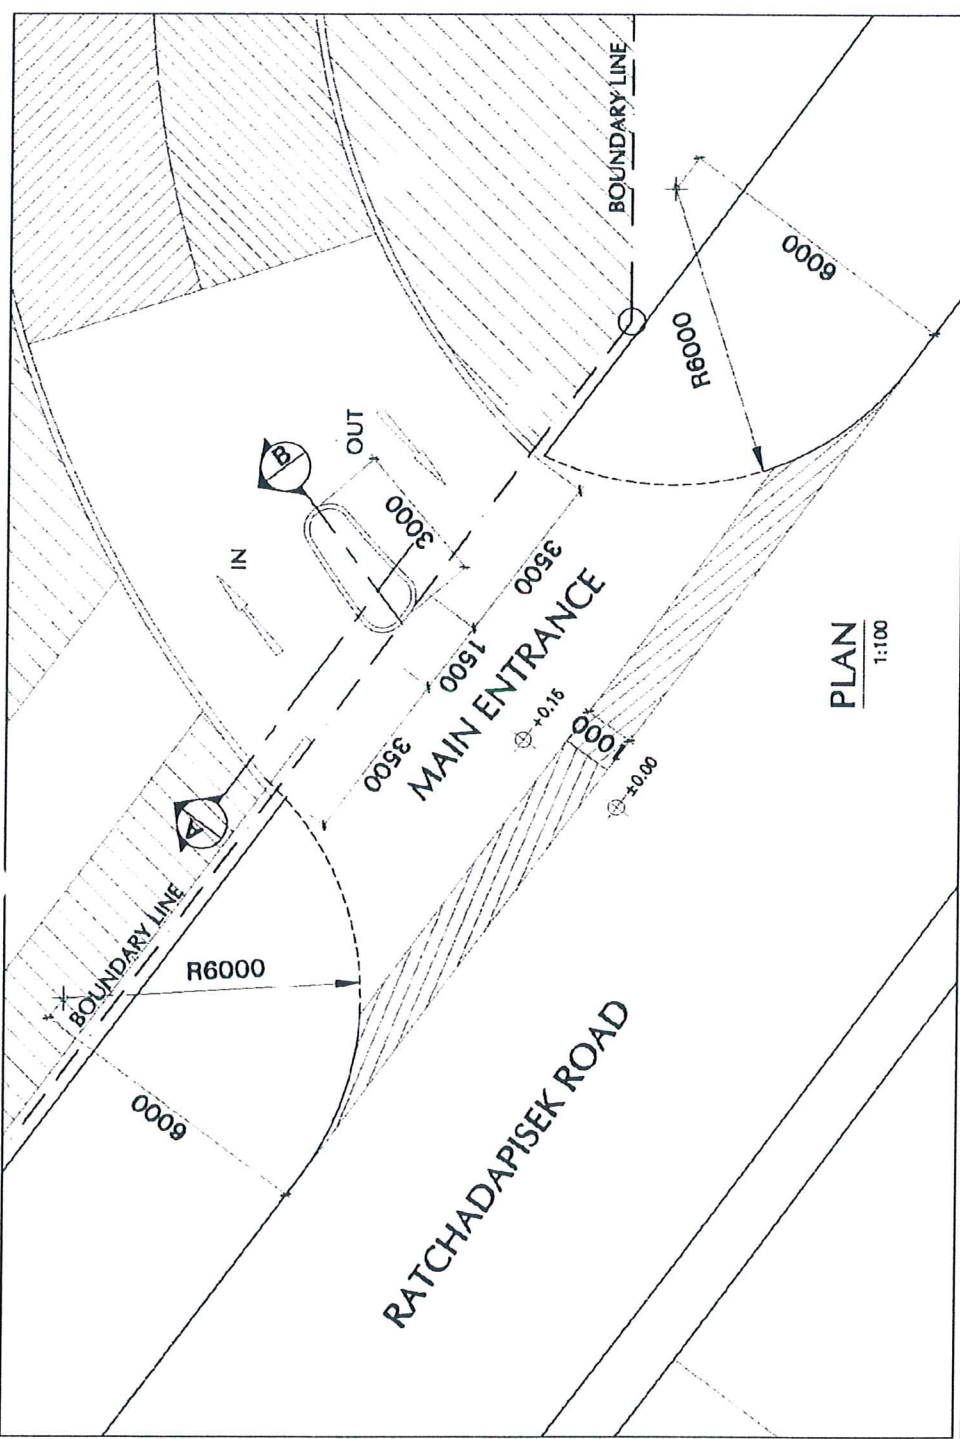 BOUNDARY LINE
6000
R6000
B
OUT
3000
IN
3500
1500
3500
MAIN ENTRANCE
+0.15
1000
±0.00
A
BOUNDARY LINE
R6000
6000
RATCHADAPISEK ROAD
PLAN
1:100